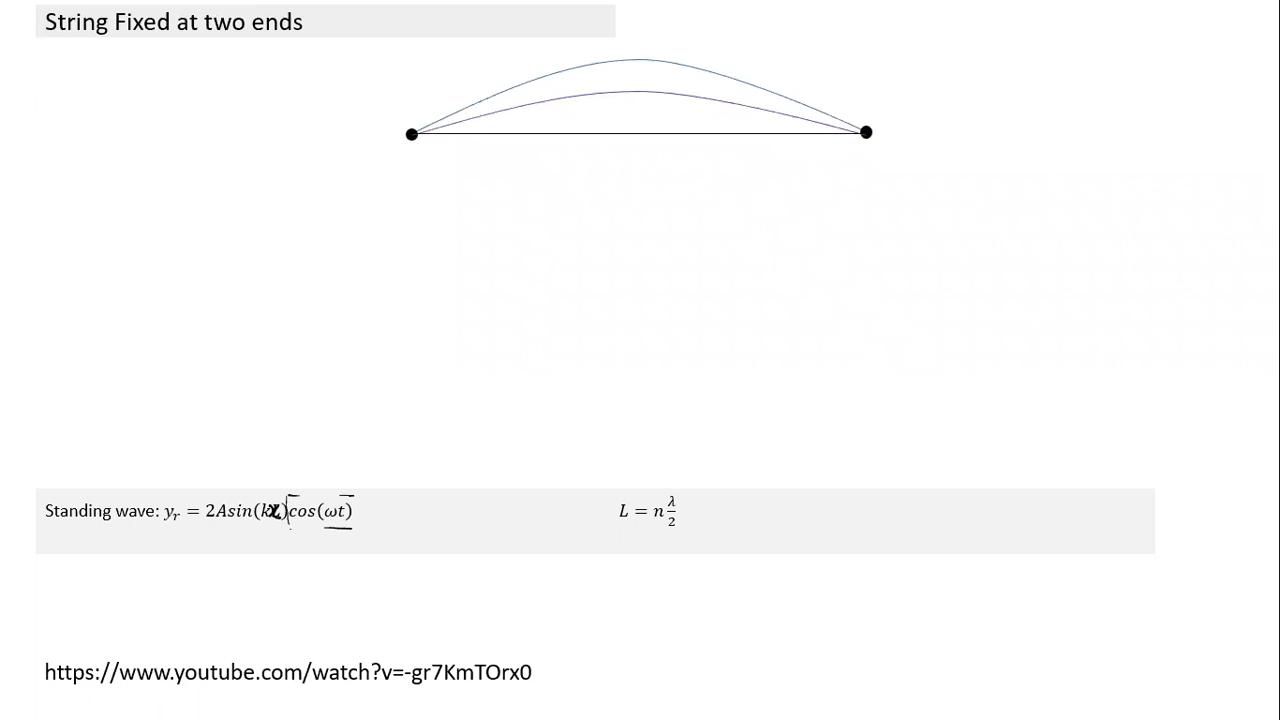 String Fixed at two ends
Standing wave: y_r = 2Asin(kx)cos(ωt)
L = n λ/2
https://www.youtube.com/watch?v=-gr7KmTOrx0